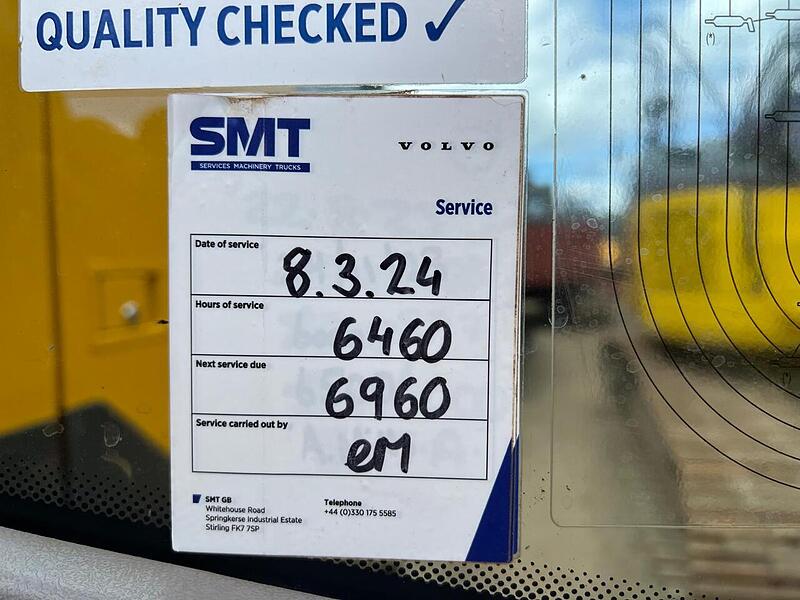 QUALITY CHECKED ✓
SMT
SERVICES MACHINERY TRUCKS
VOLVO
Service
Date of service
8.3.24
Hours of service
6460
Next service due
6960
Service carried out by
eM
SMT GB
Whitehouse Road
Springkerse Industrial Estate
Stirling FK7 7SP
Telephone
+44 (0)330 175 5585
(*)
(*)